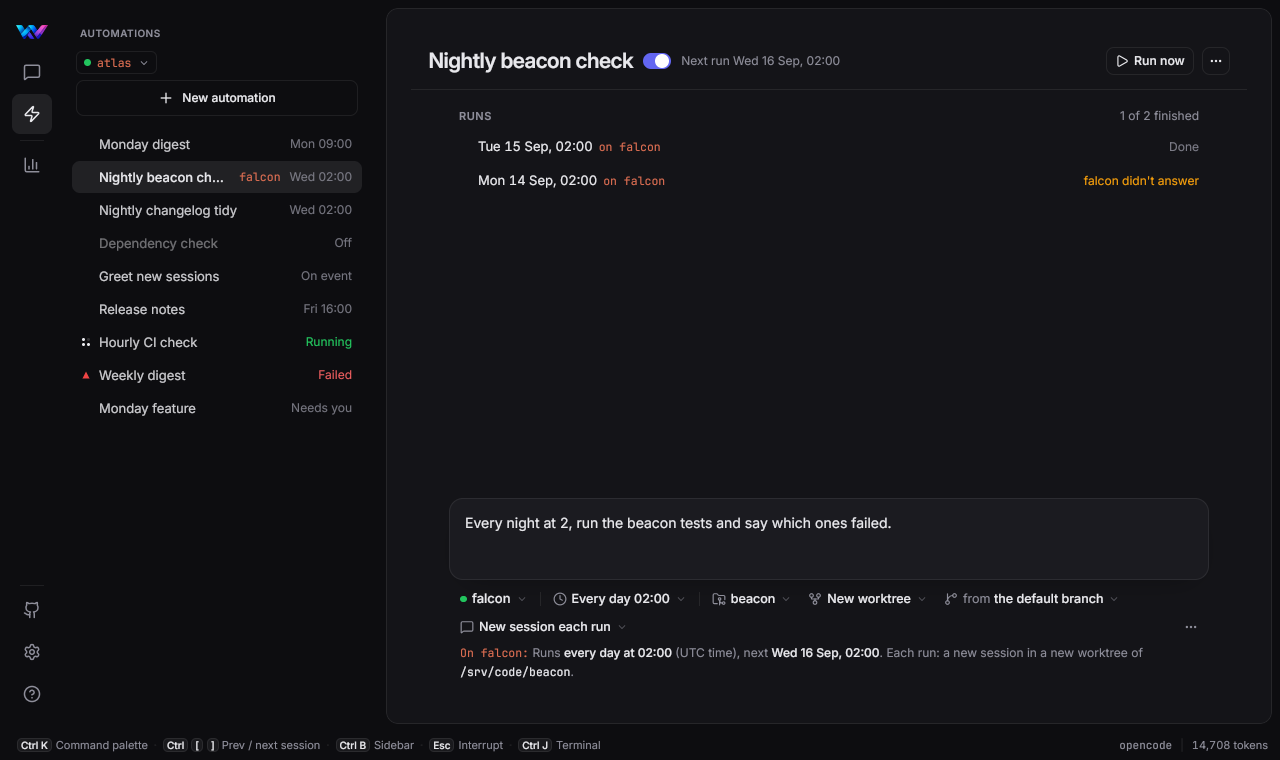 AUTOMATIONS
atlas
New automation
Monday digest Mon 09:00
Nightly beacon ch... falcon Wed 02:00
Nightly changelog tidy Wed 02:00
Dependency check Off
Greet new sessions On event
Release notes Fri 16:00
Hourly CI check Running
Weekly digest Failed
Monday feature Needs you
Nightly beacon check Next run Wed 16 Sep, 02:00 Run now
RUNS 1 of 2 finished
Tue 15 Sep, 02:00 on falcon Done
Mon 14 Sep, 02:00 on falcon falcon didn't answer
Every night at 2, run the beacon tests and say which ones failed.
falcon Every day 02:00 beacon New worktree from the default branch
New session each run
On falcon: Runs every day at 02:00 (UTC time), next Wed 16 Sep, 02:00. Each run: a new session in a new worktree of
/srv/code/beacon.
Ctrl K Command palette · Ctrl [ ] Prev / next session · Ctrl B Sidebar · Esc Interrupt · Ctrl J Terminal opencode 14,708 tokens